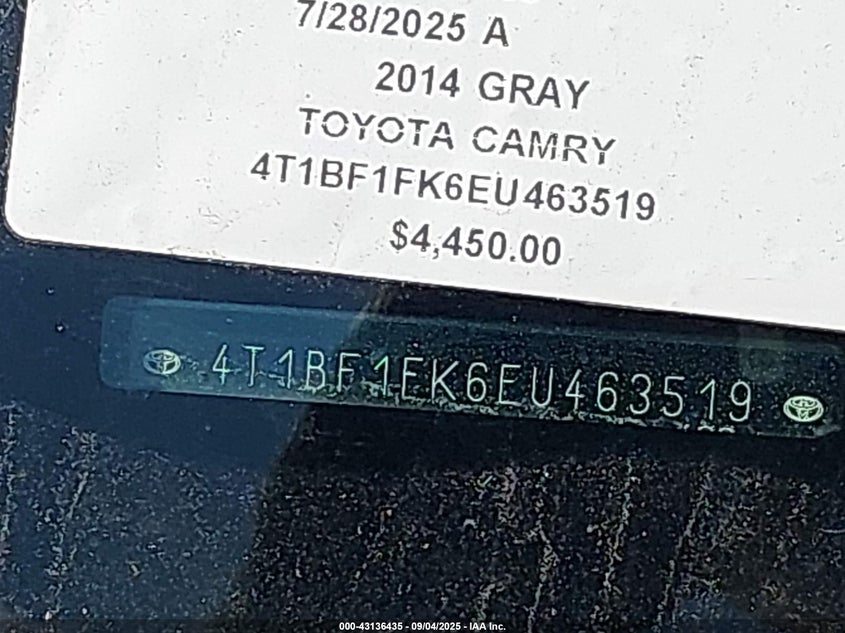 7/28/2025 A
2014 GRAY
TOYOTA CAMRY
4T1BF1FK6EU463519
$4,450.00
4T1BF1FK6EU463519
000-43136435 - 09/04/2025 - IAA Inc.